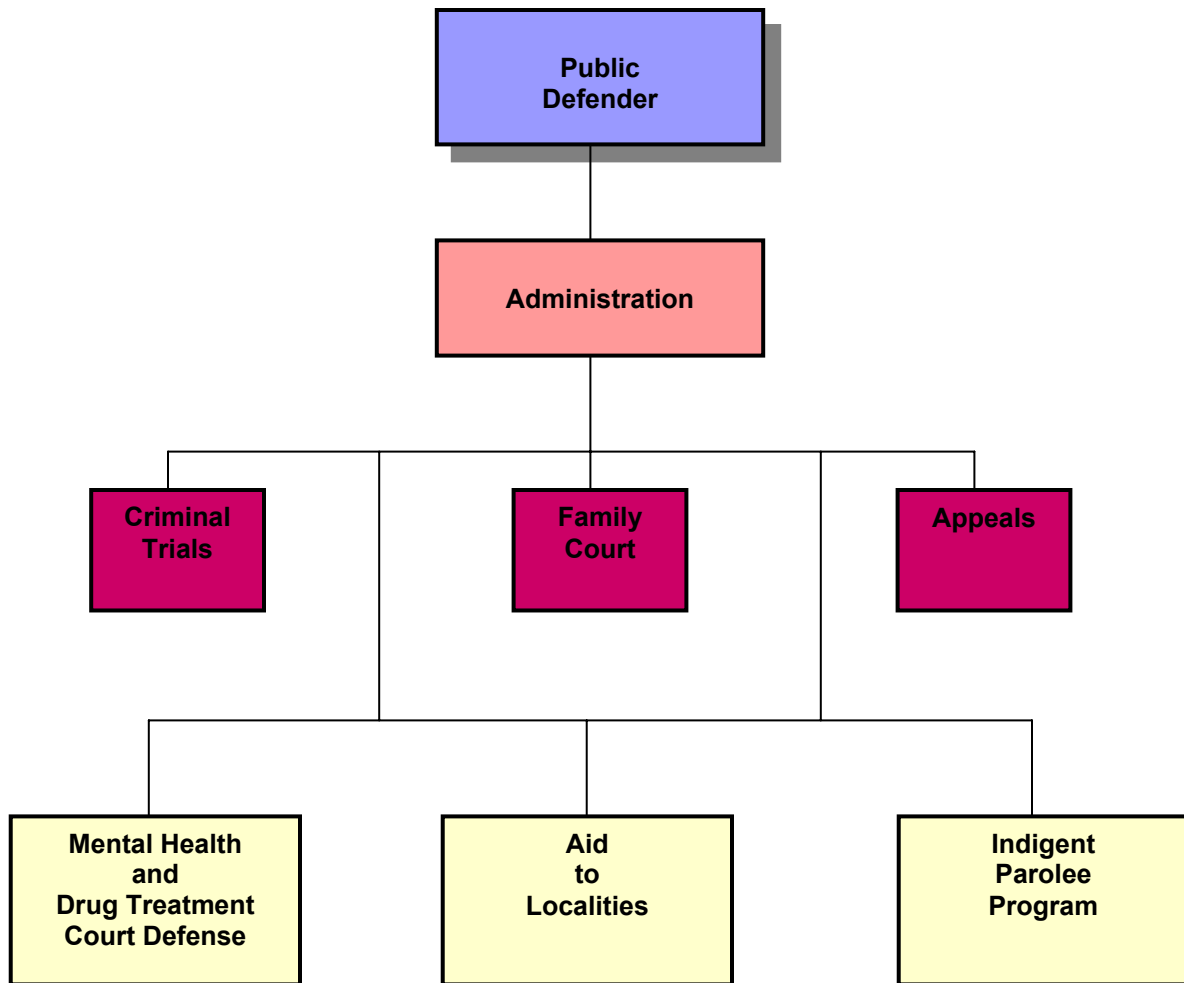 Public
Defender
Administration
Criminal
Trials
Family
Court
Appeals
Mental Health
and
Drug Treatment
Court Defense
Aid
to
Localities
Indigent
Parolee
Program